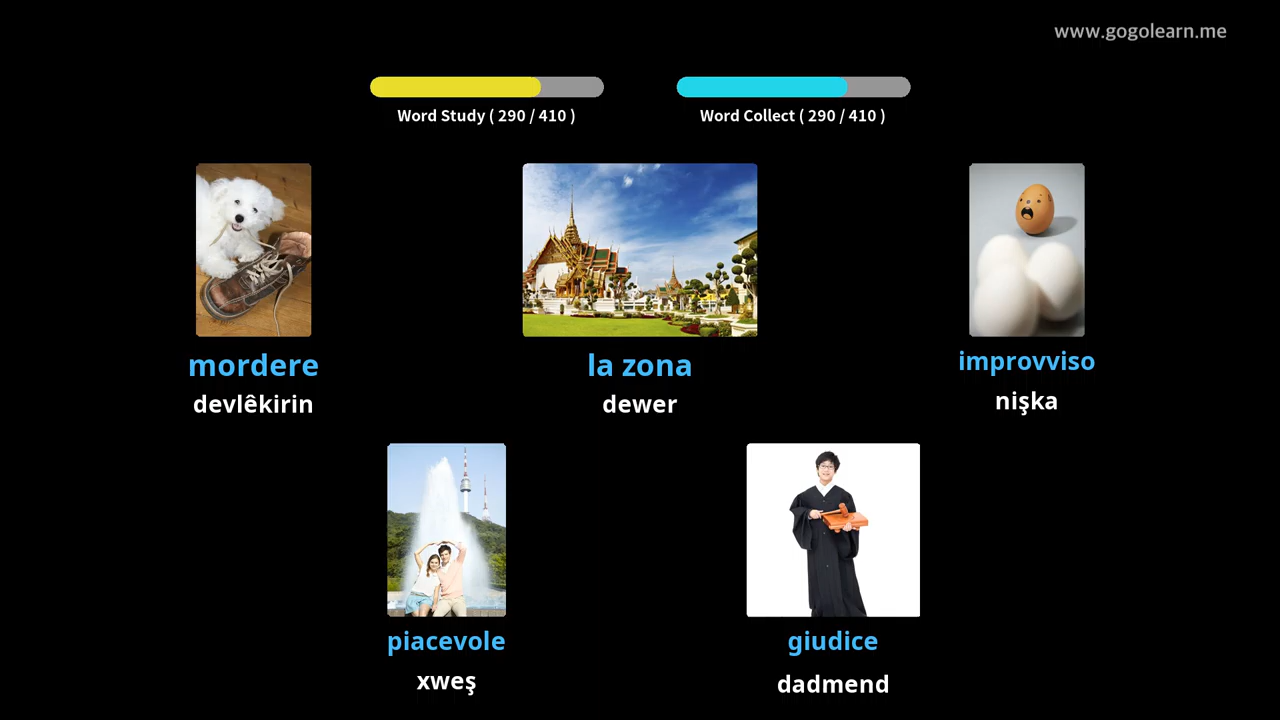 www.gogolearn.me
Word Study ( 290 / 410 )
Word Collect ( 290 / 410 )
mordere
devlêkirin
la zona
dewer
improvviso
nişka
piacevole
xweş
giudice
dadmend